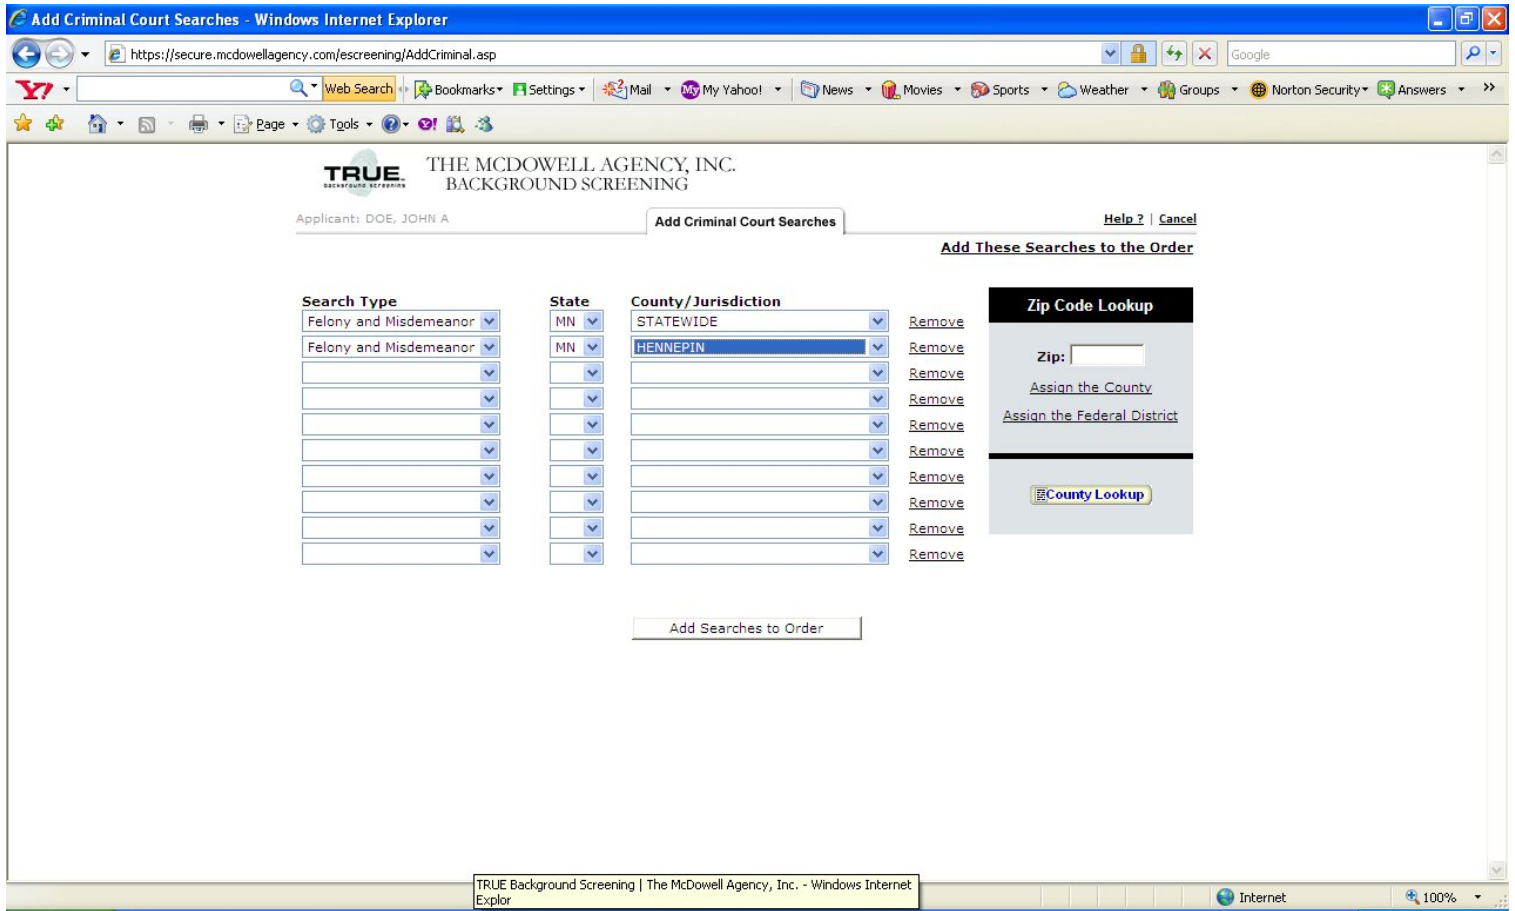 Add Criminal Court Searches - Windows Internet Explorer
https://secure.mcdowellagency.com/escreening/AddCriminal.asp
Google
Y! Web Search Bookmarks Settings Mail My Yahoo! News Movies Sports Weather Groups Norton Security Answers »
Page Tools
TRUE. THE MCDOWELL AGENCY, INC.
background screening BACKGROUND SCREENING
Applicant: DOE, JOHN A
Add Criminal Court Searches
Help ? | Cancel
Add These Searches to the Order
Search Type State County/Jurisdiction
Felony and Misdemeanor MN STATEWIDE Remove
Felony and Misdemeanor MN HENNEPIN Remove
Remove
Remove
Remove
Remove
Remove
Remove
Remove
Remove
Zip Code Lookup
Zip:
Assign the County
Assign the Federal District
County Lookup
Add Searches to Order
TRUE Background Screening | The McDowell Agency, Inc. - Windows Internet
Explor
Internet 100%